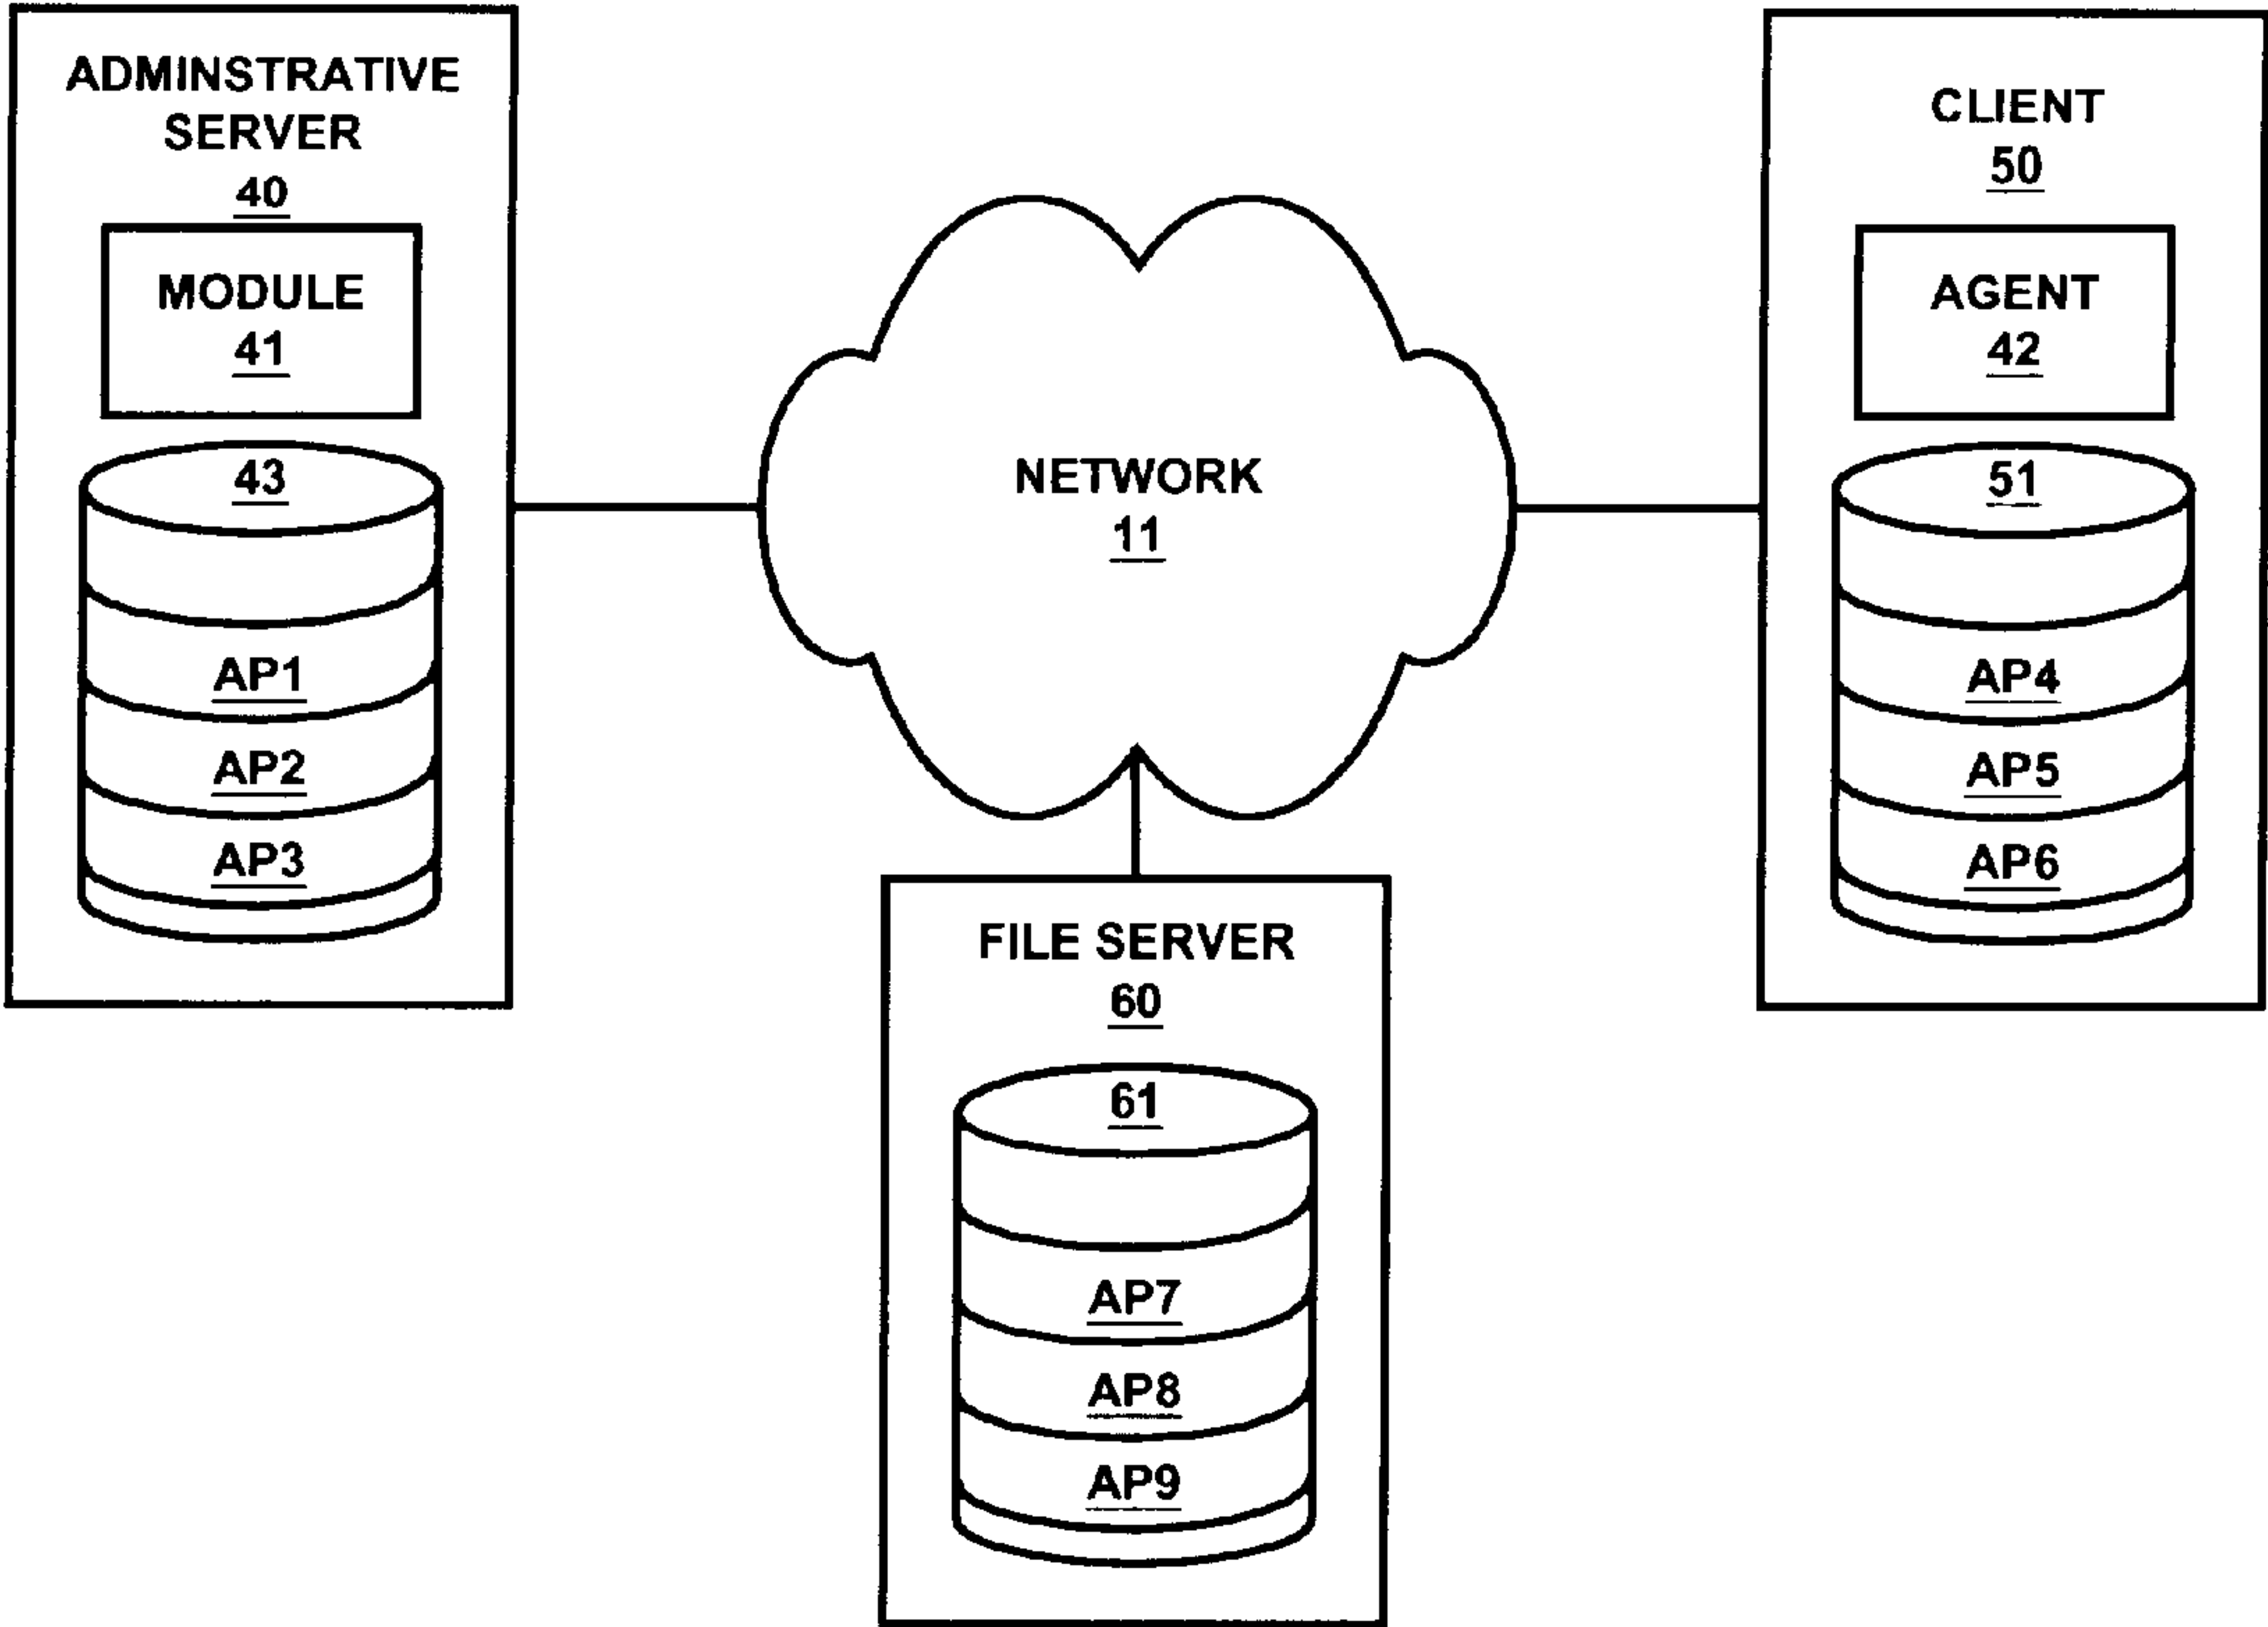 ADMINSTRATIVE
SERVER
40
MODULE
41
43
AP1
AP2
AP3
NETWORK
11
CLIENT
50
AGENT
42
51
AP4
AP5
AP6
FILE SERVER
60
61
AP7
AP8
AP9